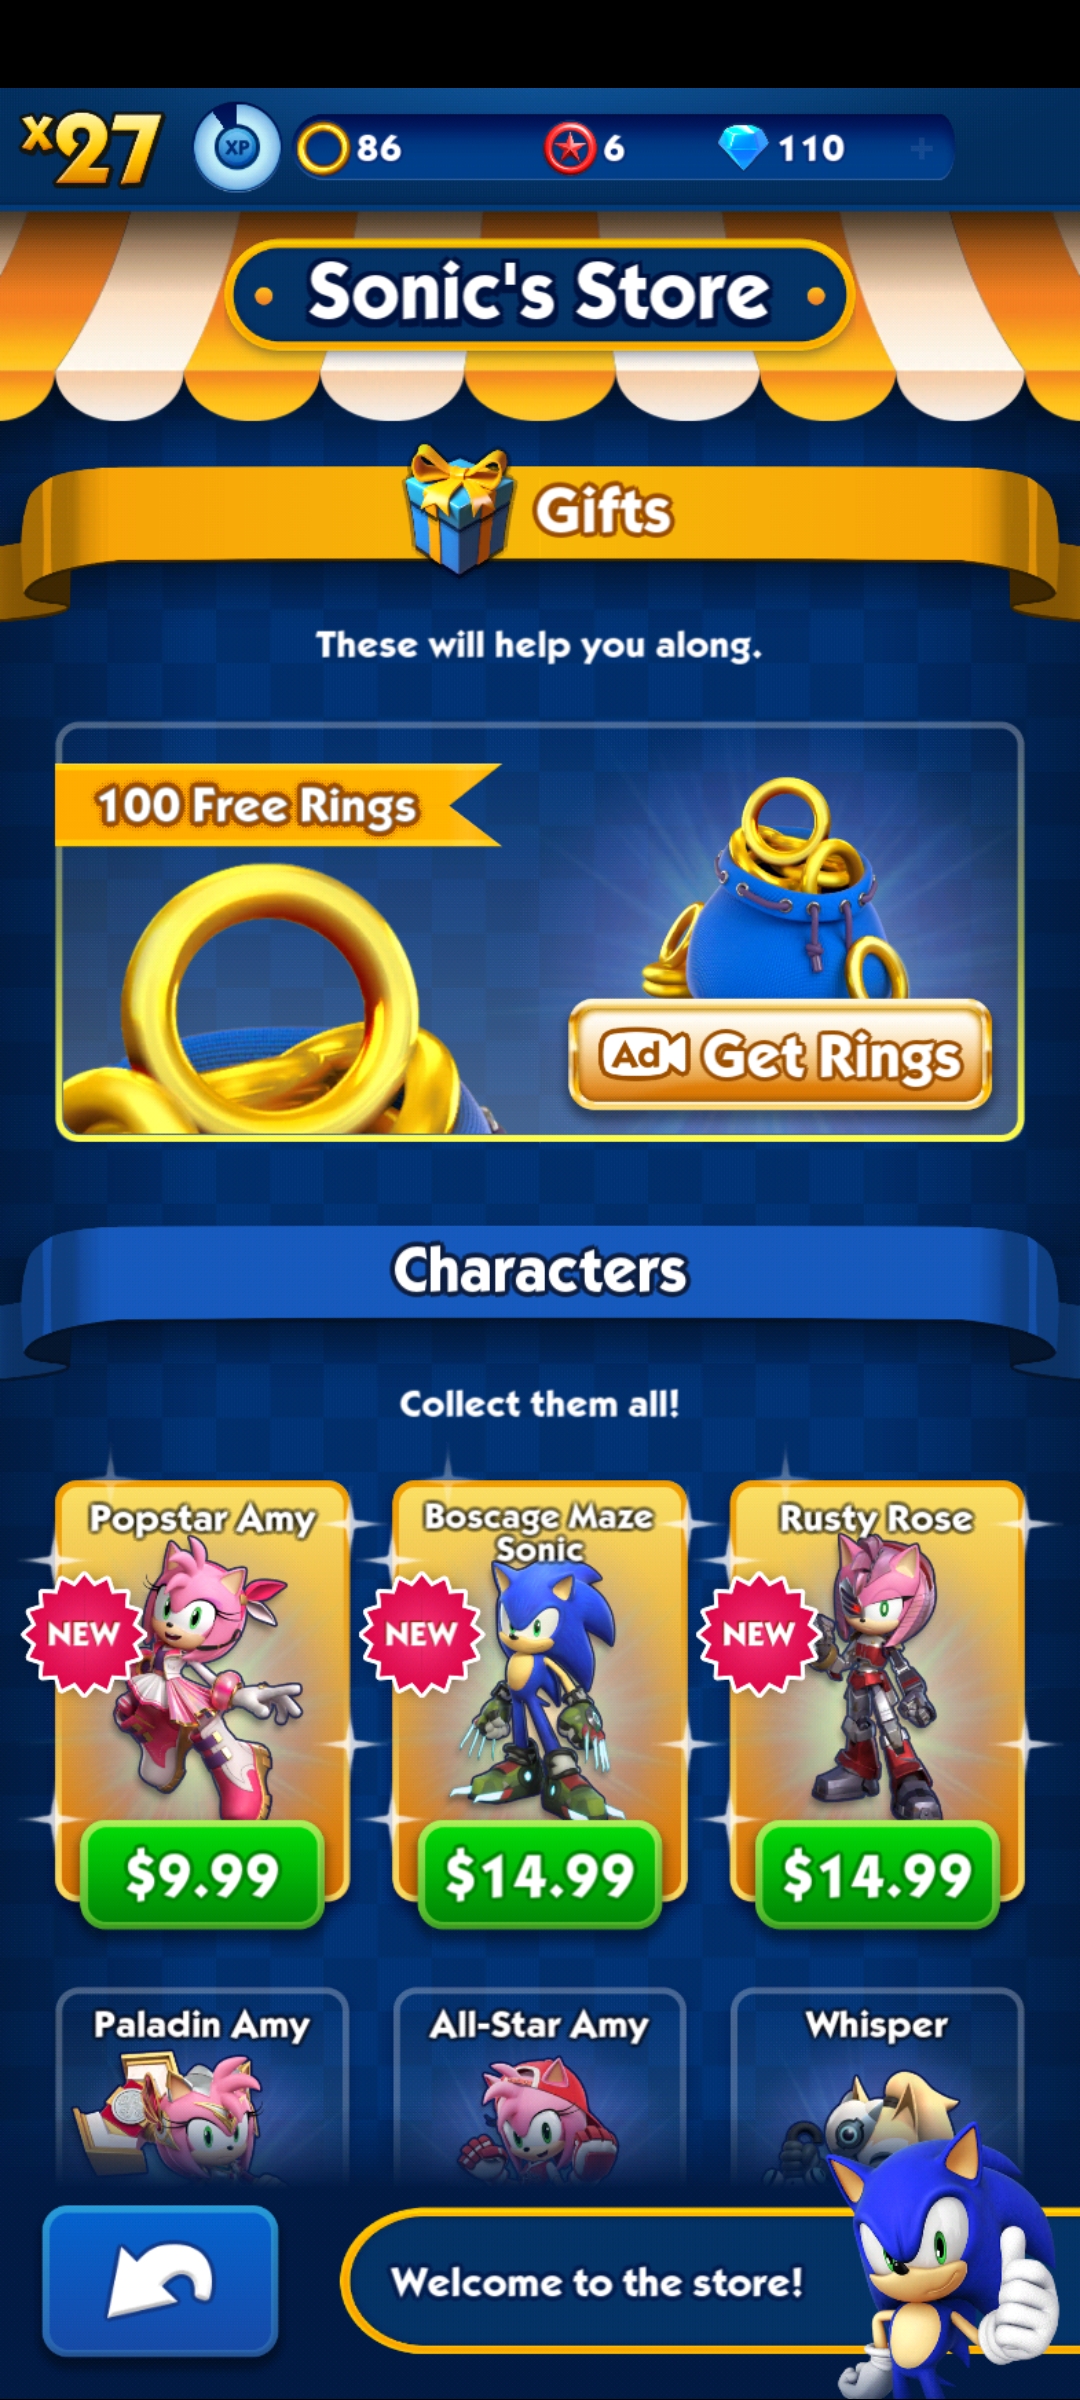 x27
XP
86
6
110
Sonic's Store
Gifts
These will help you along.
100 Free Rings
Ad Get Rings
Characters
Collect them all!
Popstar Amy
NEW
$9.99
Boscage Maze
Sonic
NEW
$14.99
Rusty Rose
NEW
$14.99
Paladin Amy
All-Star Amy
Whisper
Welcome to the store!